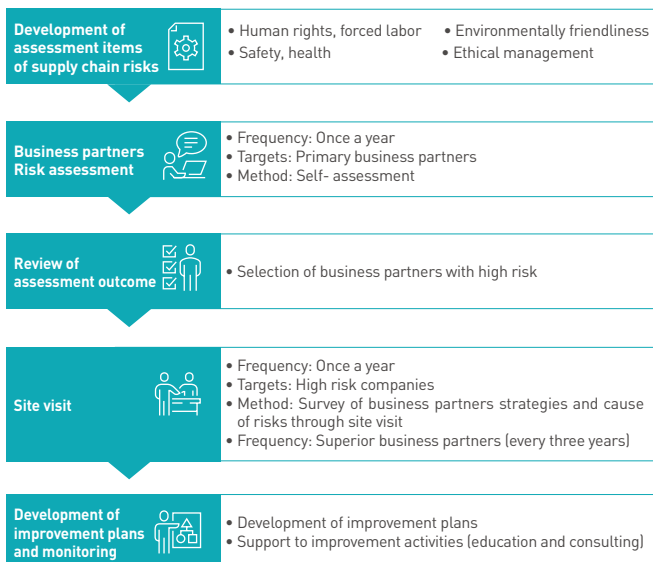 Development of
assessment items
of supply chain risks
• Human rights, forced labor
• Environmentally friendliness
• Safety, health
• Ethical management
Business partners
Risk assessment
• Frequency: Once a year
• Targets: Primary business partners
• Method: Self- assessment
Review of
assessment outcome
• Selection of business partners with high risk
Site visit
• Frequency: Once a year
• Targets: High risk companies
• Method: Survey of business partners strategies and cause
of risks through site visit
• Frequency: Superior business partners (every three years)
Development of
improvement plans
and monitoring
• Development of improvement plans
• Support to improvement activities (education and consulting)